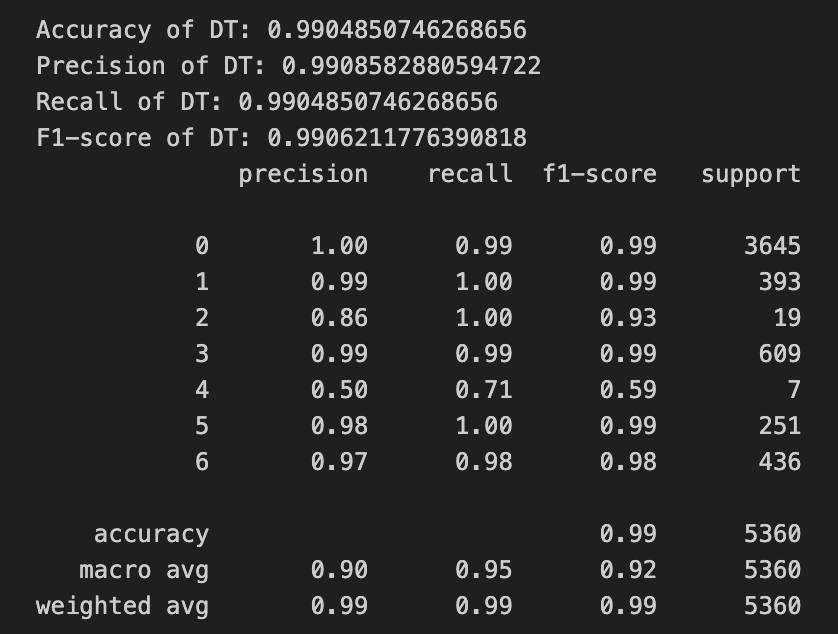 Accuracy of DT: 0.9904850746268656
Precision of DT: 0.9908582880594722
Recall of DT: 0.9904850746268656
F1-score of DT: 0.9906211776390818
precision recall f1-score support
0 1.00 0.99 0.99 3645
1 0.99 1.00 0.99 393
2 0.86 1.00 0.93 19
3 0.99 0.99 0.99 609
4 0.50 0.71 0.59 7
5 0.98 1.00 0.99 251
6 0.97 0.98 0.98 436
accuracy 0.99 5360
macro avg 0.90 0.95 0.92 5360
weighted avg 0.99 0.99 0.99 5360